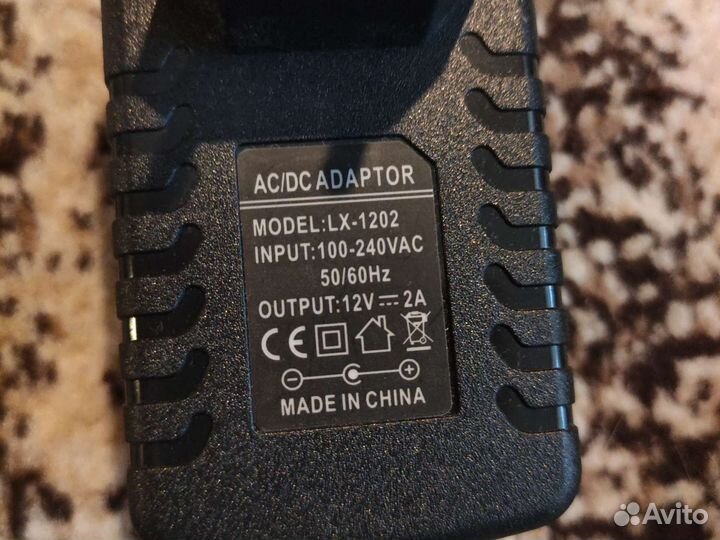 AC/DC ADAPTOR
MODEL:LX-1202
INPUT:100-240VAC
50/60Hz
OUTPUT:12V⎓2A
CE
MADE IN CHINA
Avito